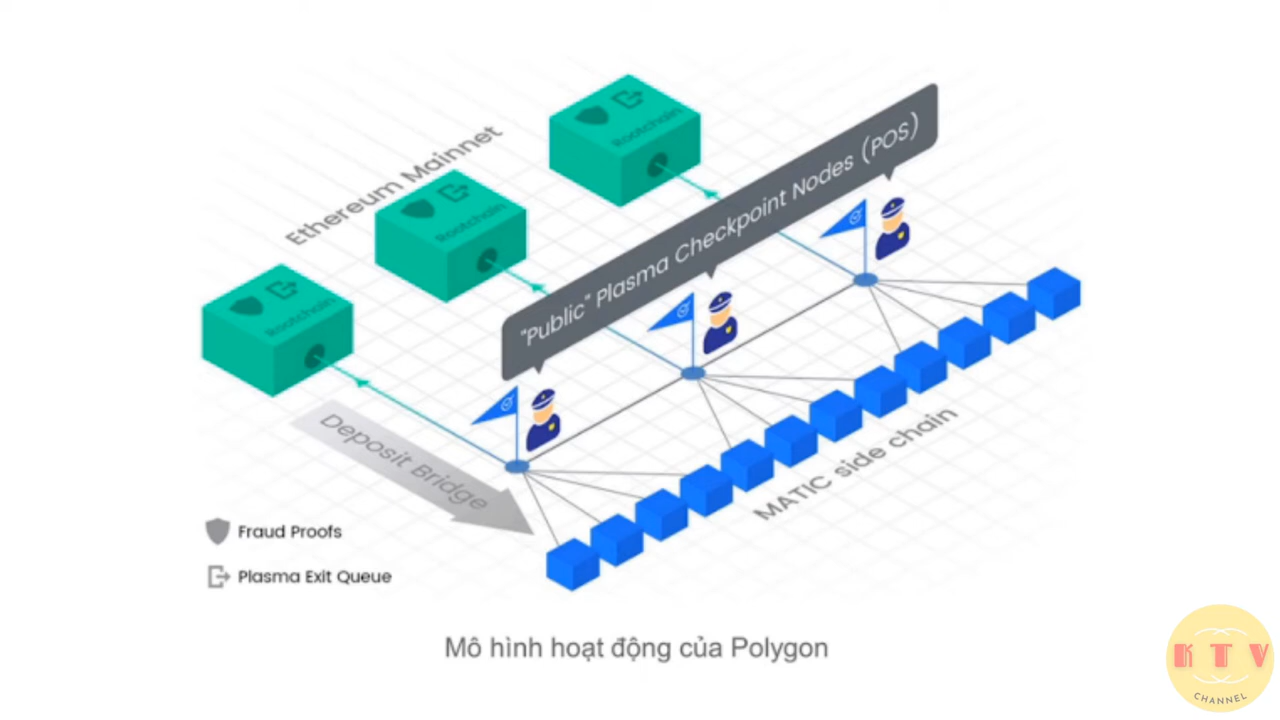 Rootchain
Ethereum Mainnet
Rootchain
"Public" Plasma Checkpoint Nodes (POS)
Rootchain
Deposit Bridge
MATIC side chain
Fraud Proofs
Plasma Exit Queue
Mô hình hoạt động của Polygon
KTV
CHANNEL